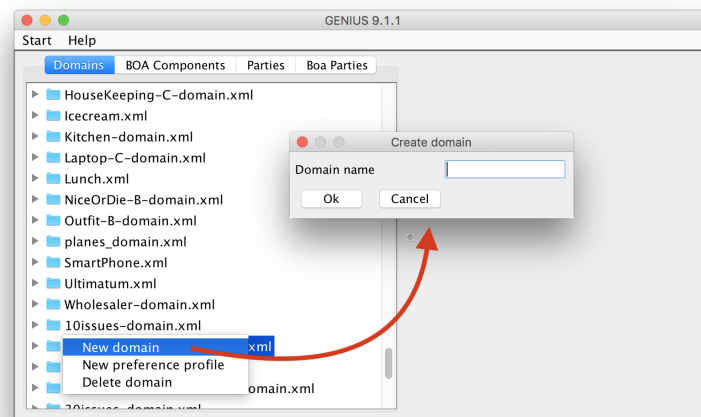 GENIUS 9.1.1
Start Help
Domains BOA Components Parties Boa Parties
HouseKeeping-C-domain.xml
Icecream.xml
Kitchen-domain.xml
Laptop-C-domain.xml
Lunch.xml
NiceOrDie-B-domain.xml
Outfit-B-domain.xml
planes_domain.xml
SmartPhone.xml
Ultimatum.xml
Wholesaler-domain.xml
10issues-domain.xml
xml
omain.xml
New domain
New preference profile
Delete domain
Create domain
Domain name
Ok Cancel